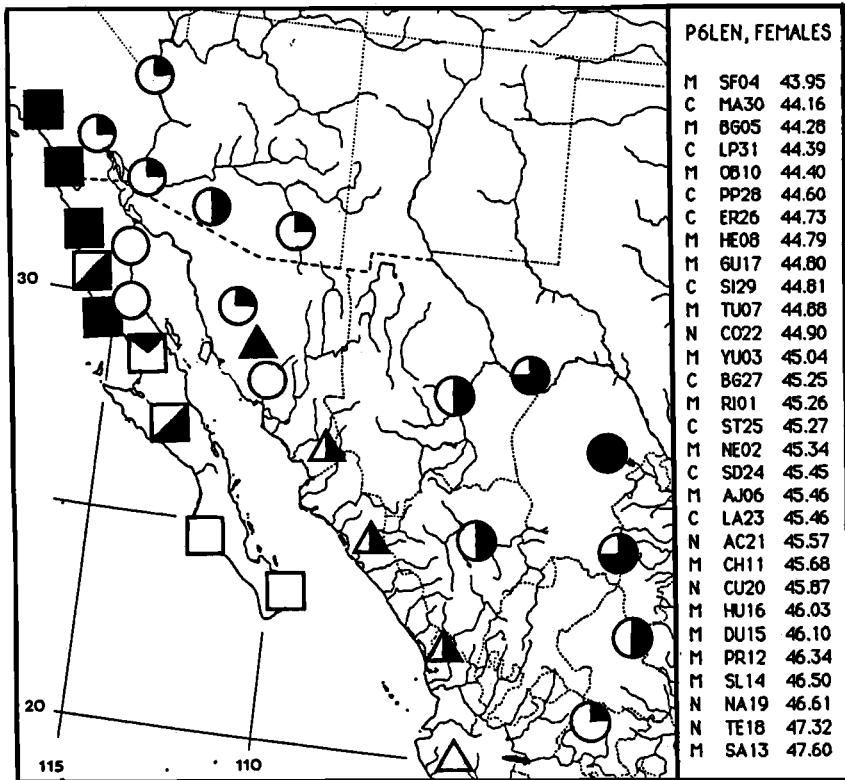 P6LEN, FEMALES
M SF04 43.95
C MA30 44.16
M BG05 44.28
C LP31 44.39
M OB10 44.40
C PP28 44.60
C ER26 44.73
M HE08 44.79
M GU17 44.80
C SI29 44.81
M TU07 44.88
N CO22 44.90
M YU03 45.04
C BG27 45.25
M RI01 45.26
C ST25 45.27
M NE02 45.34
C SD24 45.45
M AJ06 45.46
C LA23 45.46
N AC21 45.57
M CH11 45.68
N CU20 45.87
M HU16 46.03
M DU15 46.10
M PR12 46.34
M SL14 46.50
N NA19 46.61
N TE18 47.32
M SA13 47.60
30
20
115 110